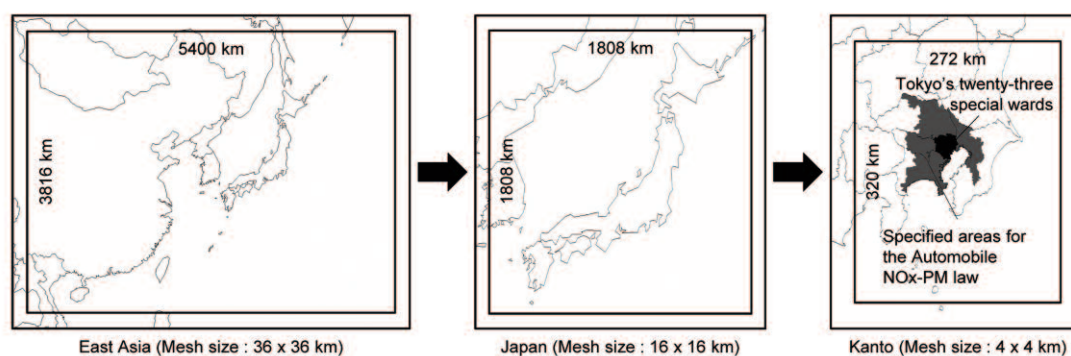 5400 km
3816 km
East Asia (Mesh size : 36 x 36 km)
1808 km
1808 km
Japan (Mesh size : 16 x 16 km)
272 km
Tokyo's twenty-three
special wards
320 km
Specified areas for
the Automobile
NOx-PM law
Kanto (Mesh size : 4 x 4 km)